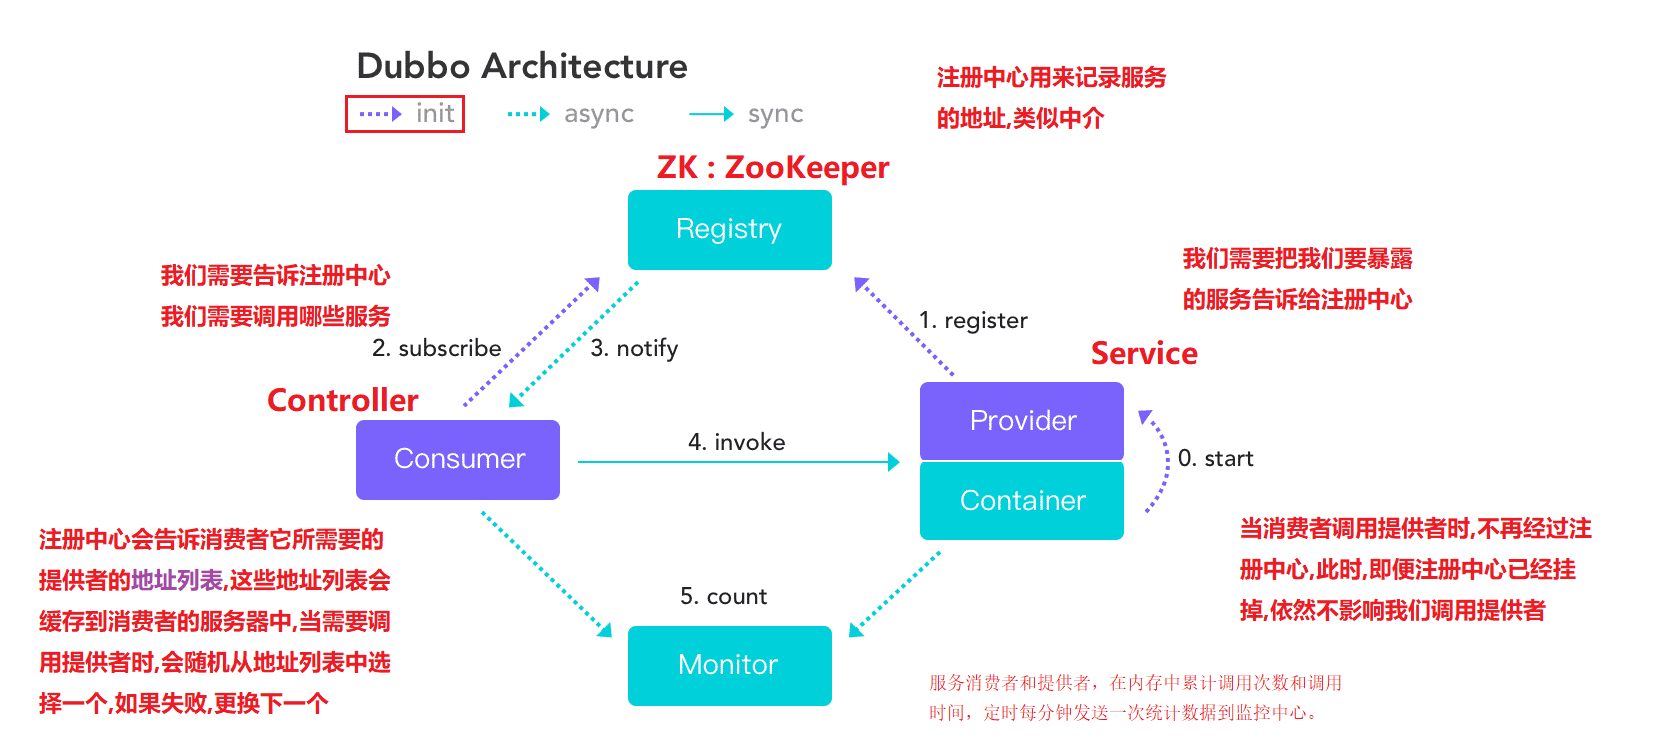 Dubbo Architecture
init
async
sync
注册中心用来记录服务
的地址,类似中介
ZK : ZooKeeper
Registry
我们需要告诉注册中心
我们需要调用哪些服务
我们需要把我们要暴露
的服务告诉给注册中心
1. register
2. subscribe
3. notify
Service
Controller
Consumer
4. invoke
Provider
Container
0. start
注册中心会告诉消费者它所需要的
提供者的地址列表,这些地址列表会
缓存到消费者的服务器中,当需要调
用提供者时,会随机从地址列表中选
择一个,如果失败,更换下一个
当消费者调用提供者时,不再经过注
册中心,此时,即便注册中心已经挂
掉,依然不影响我们调用提供者
5. count
Monitor
服务消费者和提供者，在内存中累计调用次数和调用
时间，定时每分钟发送一次统计数据到监控中心。